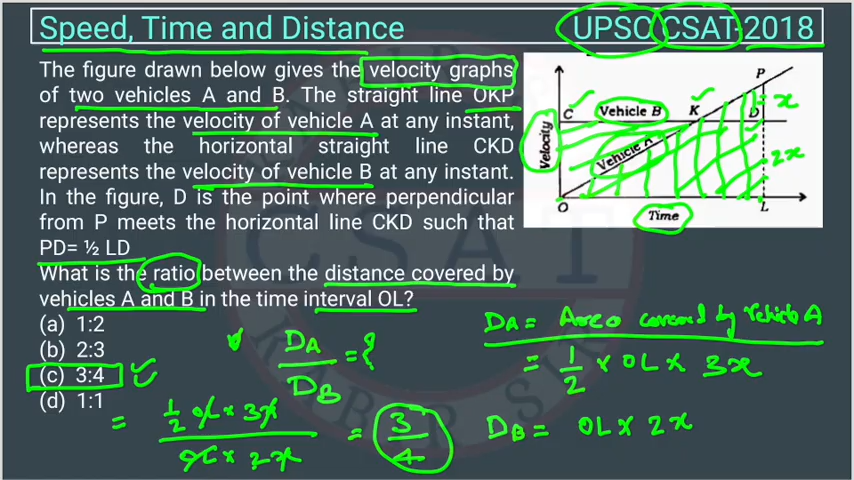 Speed, Time and Distance
UPSC CSAT-2018
The figure drawn below gives the velocity graphs
of two vehicles A and B. The straight line OKP
represents the velocity of vehicle A at any instant,
whereas the horizontal straight line CKD
represents the velocity of vehicle B at any instant.
In the figure, D is the point where perpendicular
from P meets the horizontal line CKD such that
PD= ½ LD
What is the ratio between the distance covered by
vehicles A and B in the time interval OL?
(a) 1:2
(b) 2:3
(c) 3:4
(d) 1:1
P
C
Vehicle B
K
D
x
Velocity
Vehicle A
2x
O
Time
L
DA = Area covered by vehicle A
= 1/2 × OL × 3x
DB = OL × 2x
DA/DB = {
= 1/2 OL × 3x / OL × 2x = 3/4
CSAT